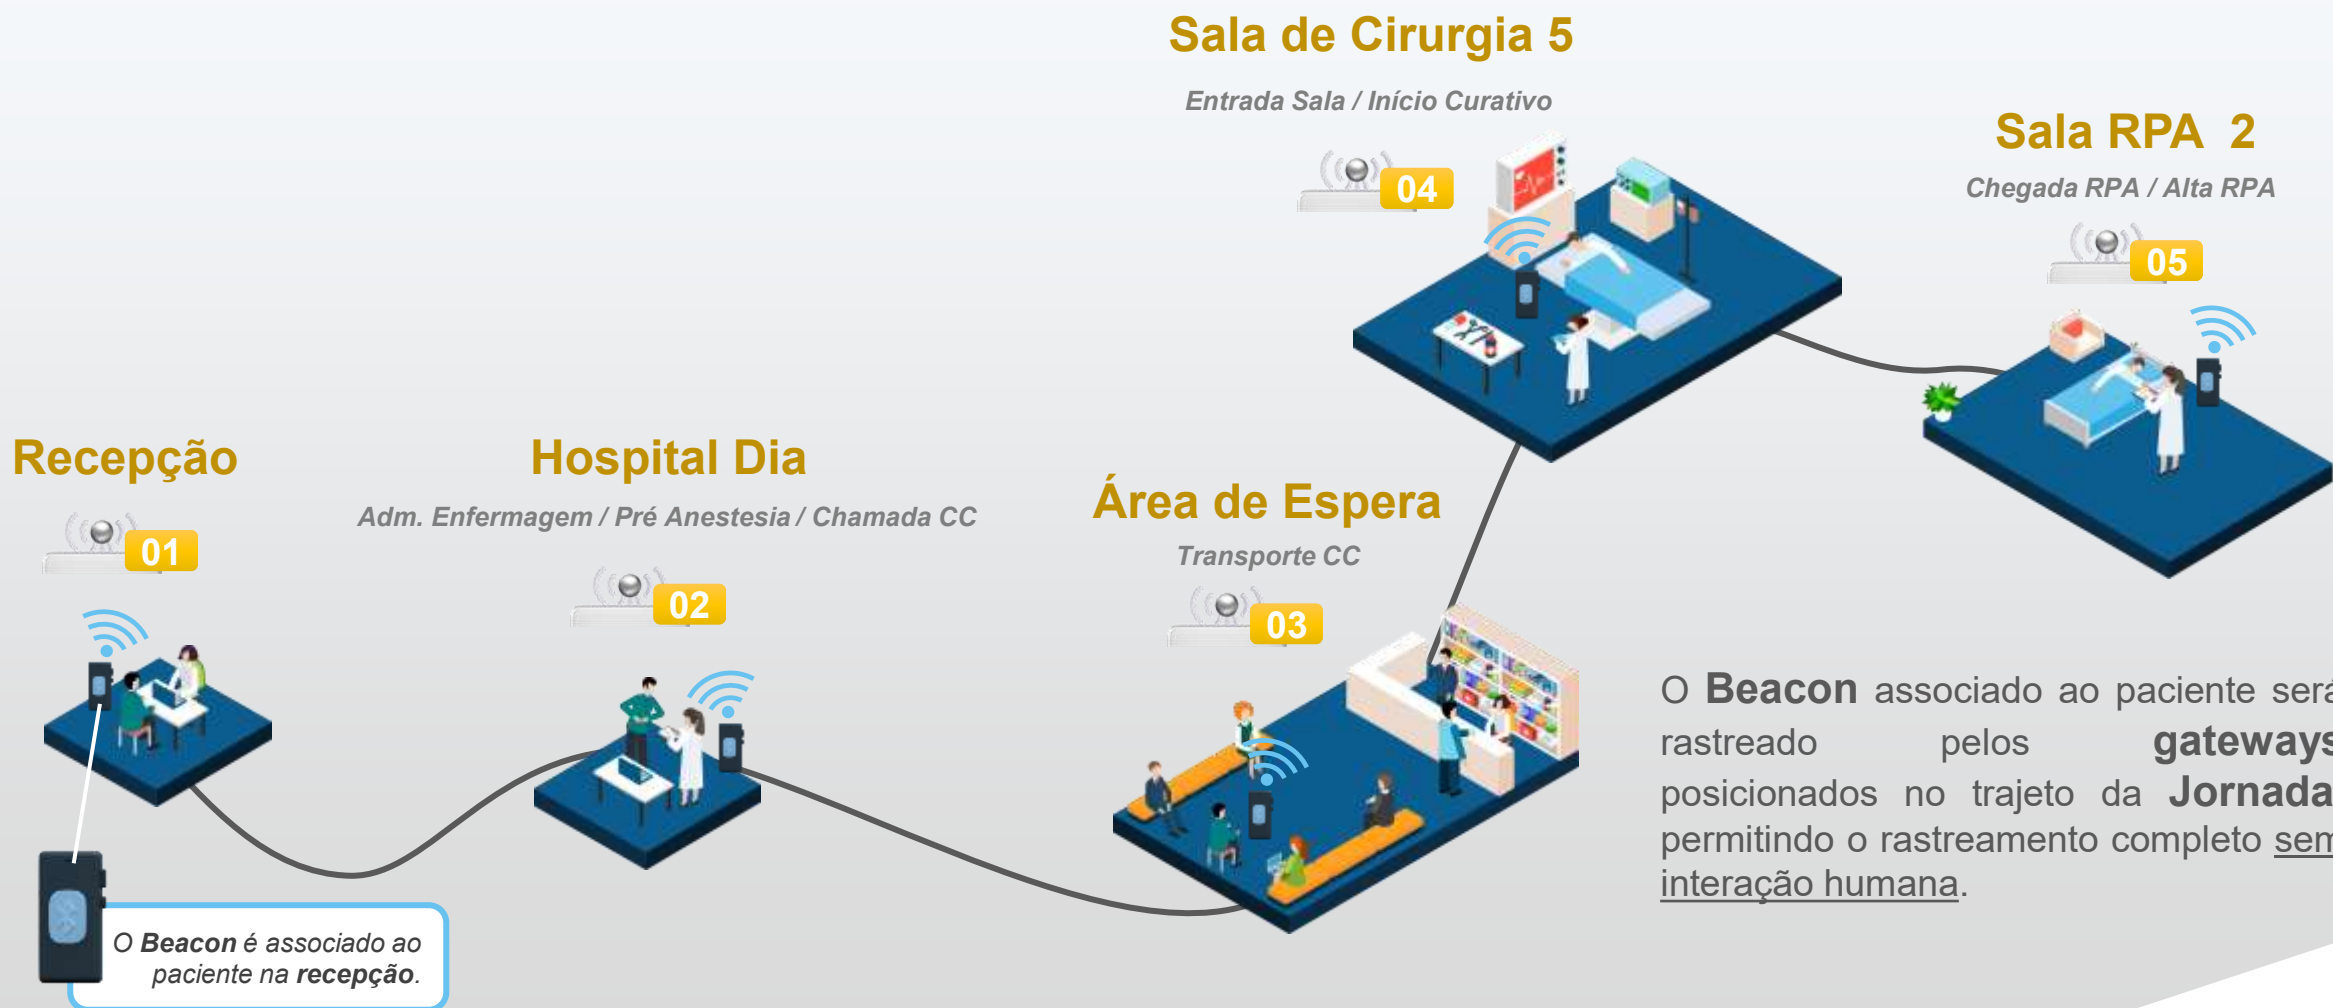 Sala de Cirurgia 5
Entrada Sala / Início Curativo
04
Sala RPA 2
Chegada RPA / Alta RPA
05
Recepção
01
Hospital Dia
Adm. Enfermagem / Pré Anestesia / Chamada CC
02
Área de Espera
Transporte CC
03
O Beacon associado ao paciente será
rastreado pelos gateways
posicionados no trajeto da Jornada
permitindo o rastreamento completo sem
interação humana.
O Beacon é associado ao
paciente na recepção.